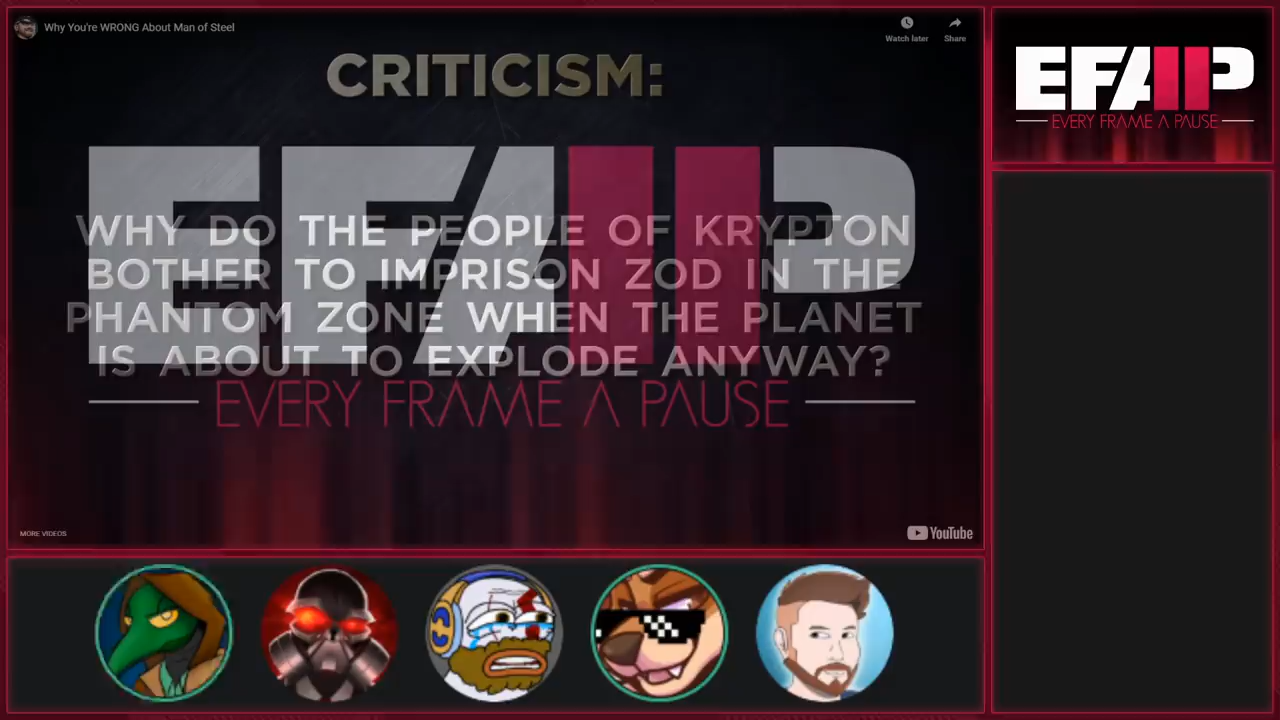 Why You're WRONG About Man of Steel
Watch later
Share
CRITICISM:
EFAP
WHY DO THE PEOPLE OF KRYPTON
BOTHER TO IMPRISON ZOD IN THE
PHANTOM ZONE WHEN THE PLANET
IS ABOUT TO EXPLODE ANYWAY?
EVERY FRAME A PAUSE
MORE VIDEOS
YouTube
EFAP
EVERY FRAME A PAUSE